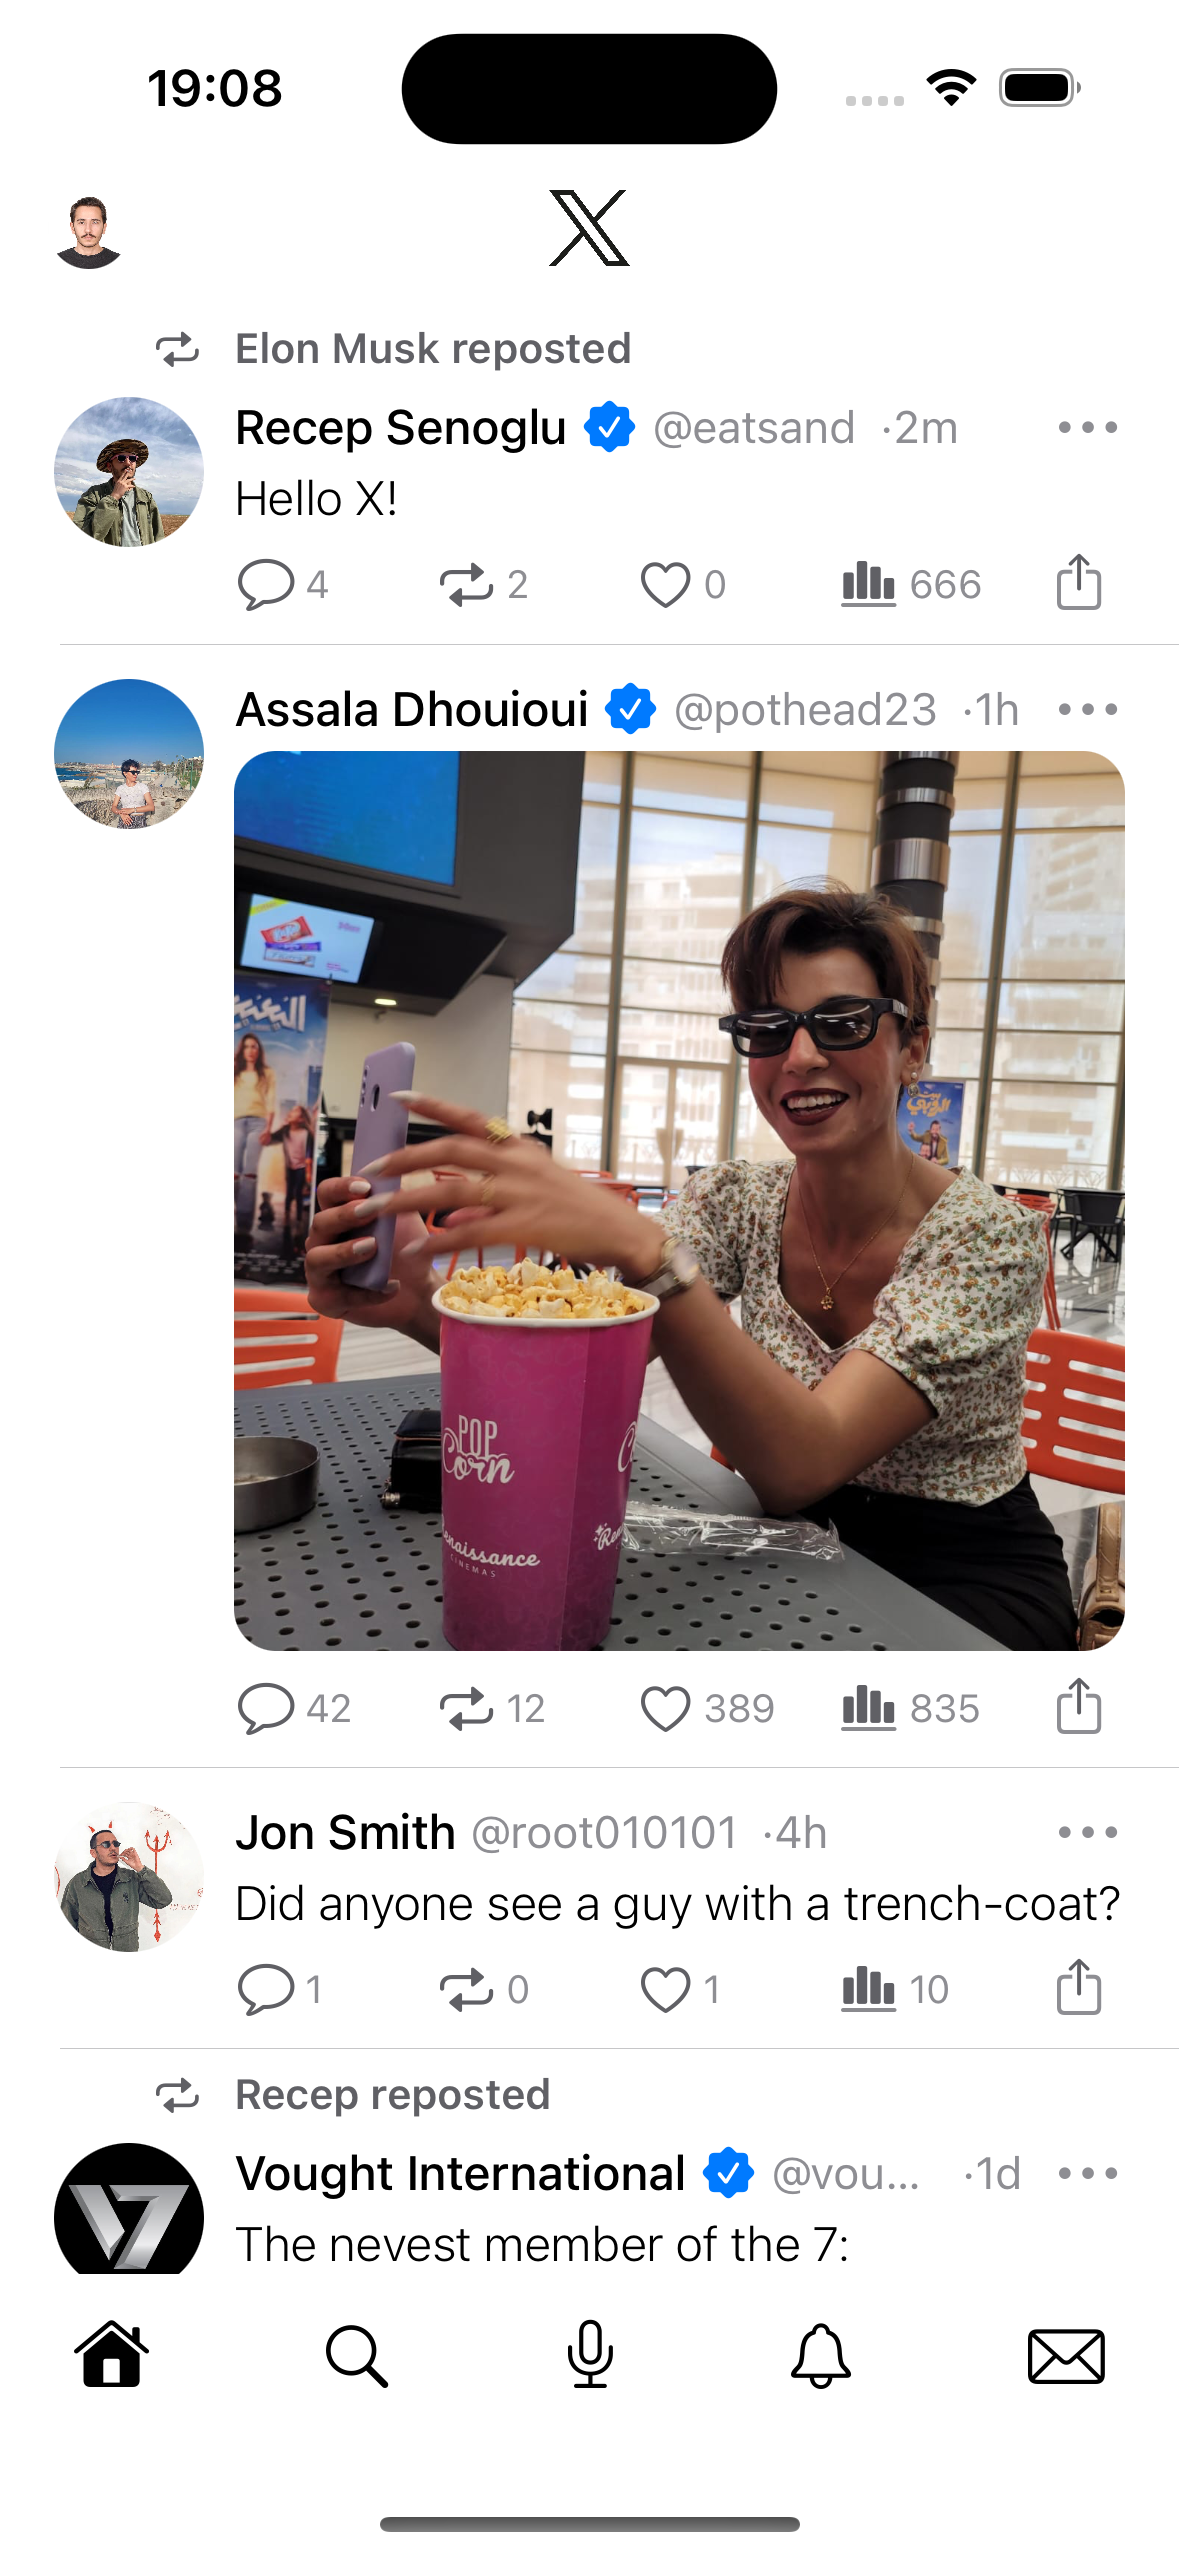 19:08
Elon Musk reposted
Recep Senoglu @eatsand ·2m
Hello X!
4 2 0 666
Assala Dhouioui @pothead23 ·1h
POP
Corn
Renaissance
CINEMAS
42 12 389 835
Jon Smith @root010101 ·4h
Did anyone see a guy with a trench-coat?
1 0 1 10
Recep reposted
Vought International @vou... ·1d
The nevest member of the 7: